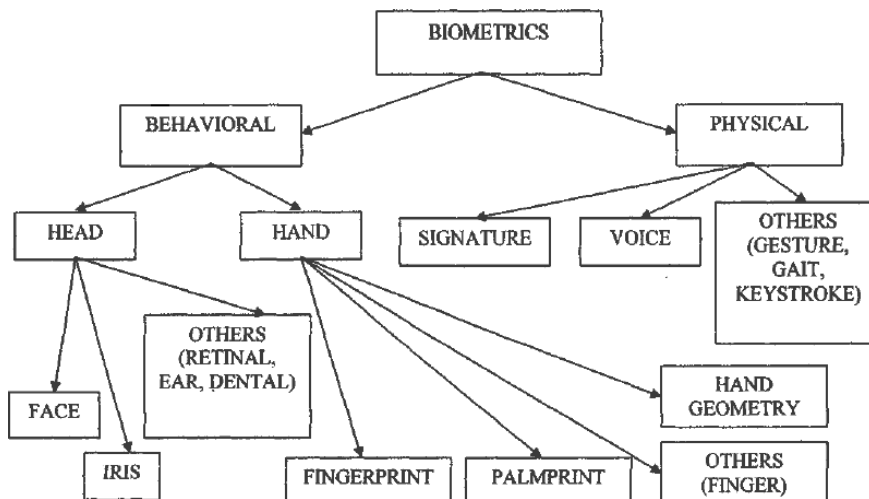 BIOMETRICS
BEHAVIORAL
PHYSICAL
HEAD
HAND
SIGNATURE
VOICE
OTHERS
(GESTURE,
GAIT,
KEYSTROKE)
OTHERS
(RETINAL,
EAR, DENTAL)
FACE
IRIS
FINGERPRINT
PALMPRINT
HAND
GEOMETRY
OTHERS
(FINGER)